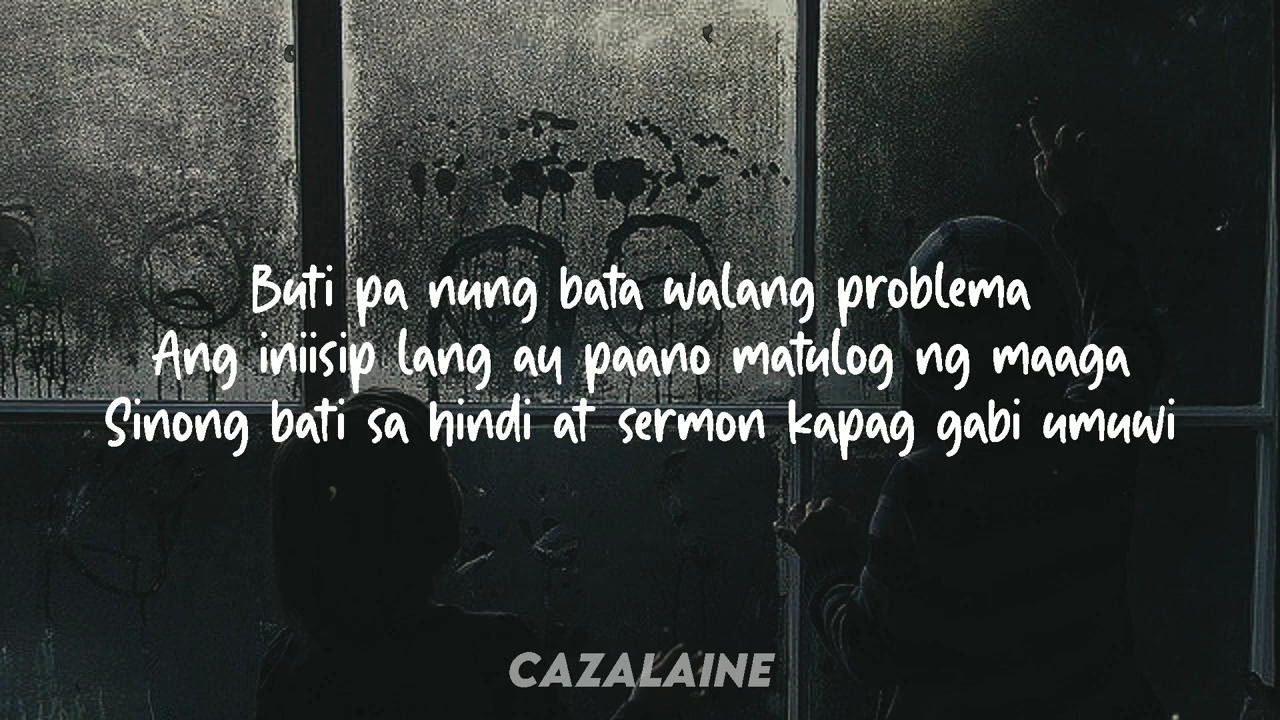 Buti pa nung bata walang problema
Ang iniisip lang ay paano matulog ng maaga
Sinong bati sa hindi at sermon kapag gabi umuwi
CAZALAINE